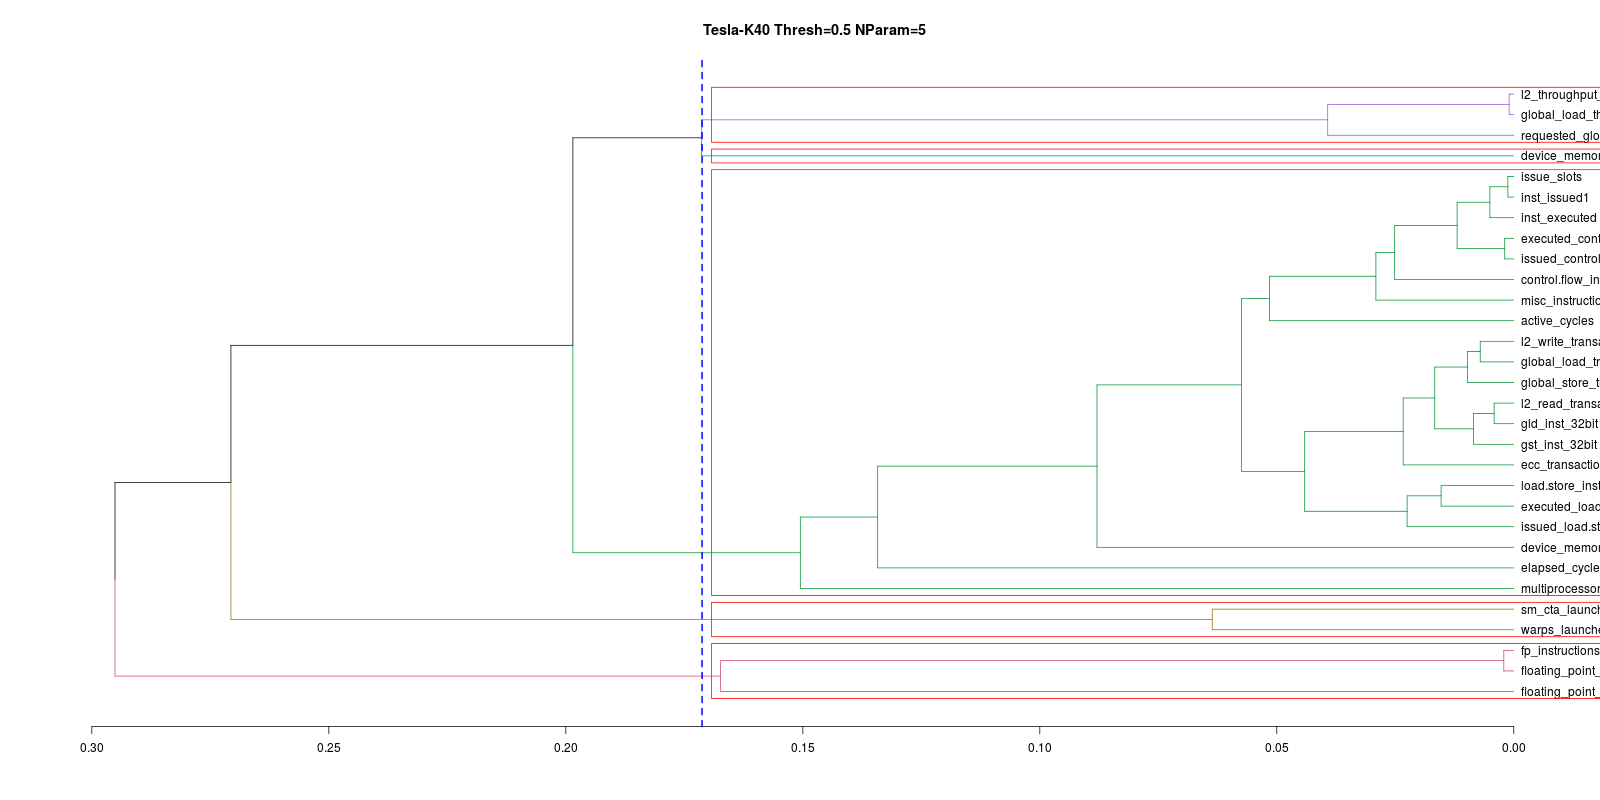 Tesla-K40 Thresh=0.5 NParam=5
l2_throughput_
global_load_th
requested_glo
device_memor
issue_slots
inst_issued1
inst_executed
executed_cont
issued_control
control.flow_in
misc_instructio
active_cycles
l2_write_transa
global_load_tr
global_store_t
l2_read_transa
gld_inst_32bit
gst_inst_32bit
ecc_transactio
load.store_inst
executed_load
issued_load.st
device_memor
elapsed_cycle
multiprocessor
sm_cta_launch
warps_launche
fp_instructions
floating_point_
floating_point_
0.30 0.25 0.20 0.15 0.10 0.05 0.00